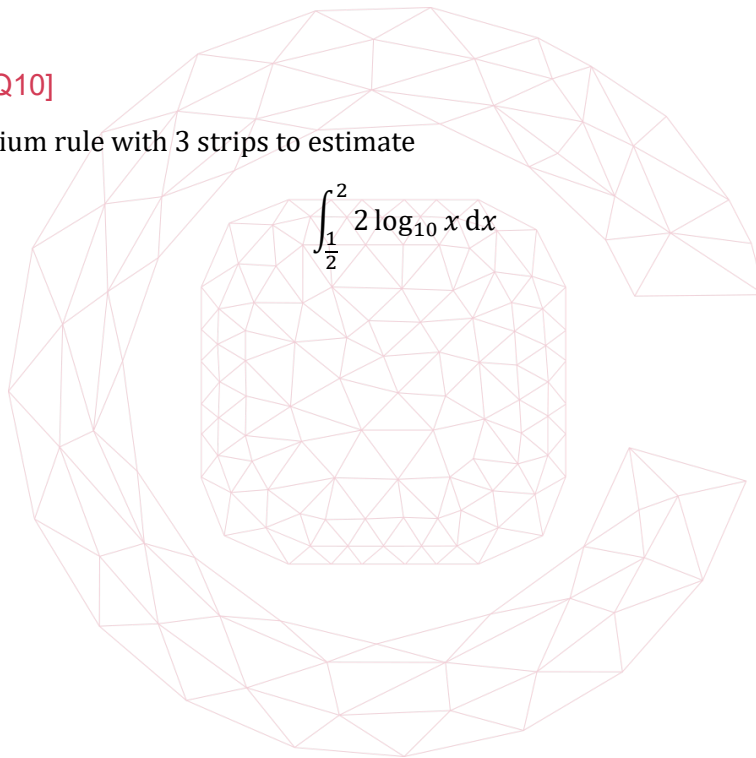 Q10]
ium rule with 3 strips to estimate
∫_{1/2}^{2} 2 log₁₀ x dx